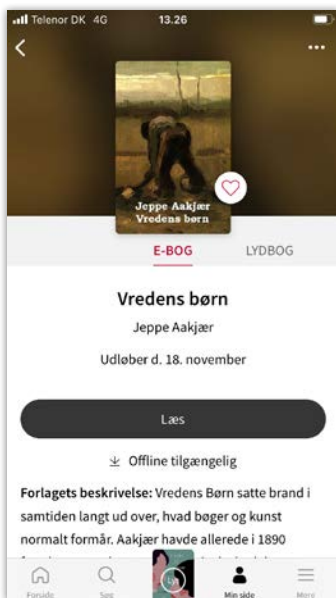 Telenor DK 4G 13.26
Jeppe Aakjær
Vredens børn
E-BOG LYDBOG
Vredens børn
Jeppe Aakjær
Udløber d. 18. november
Læs
Offline tilgængelig
Forlagets beskrivelse: Vredens Børn satte brand i
samtiden langt ud over, hvad bøger og kunst
normalt formår. Aakjær havde allerede i 1890
Forside Søg Lyt Min side More